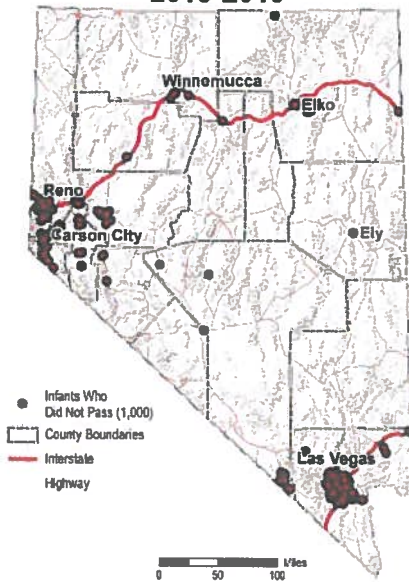 Winnemucca
Elko
Reno
Carson City
Ely
Las Vegas
Infants Who
Did Not Pass (1,000)
County Boundaries
Interstate
Highway
Miles
0 50 100